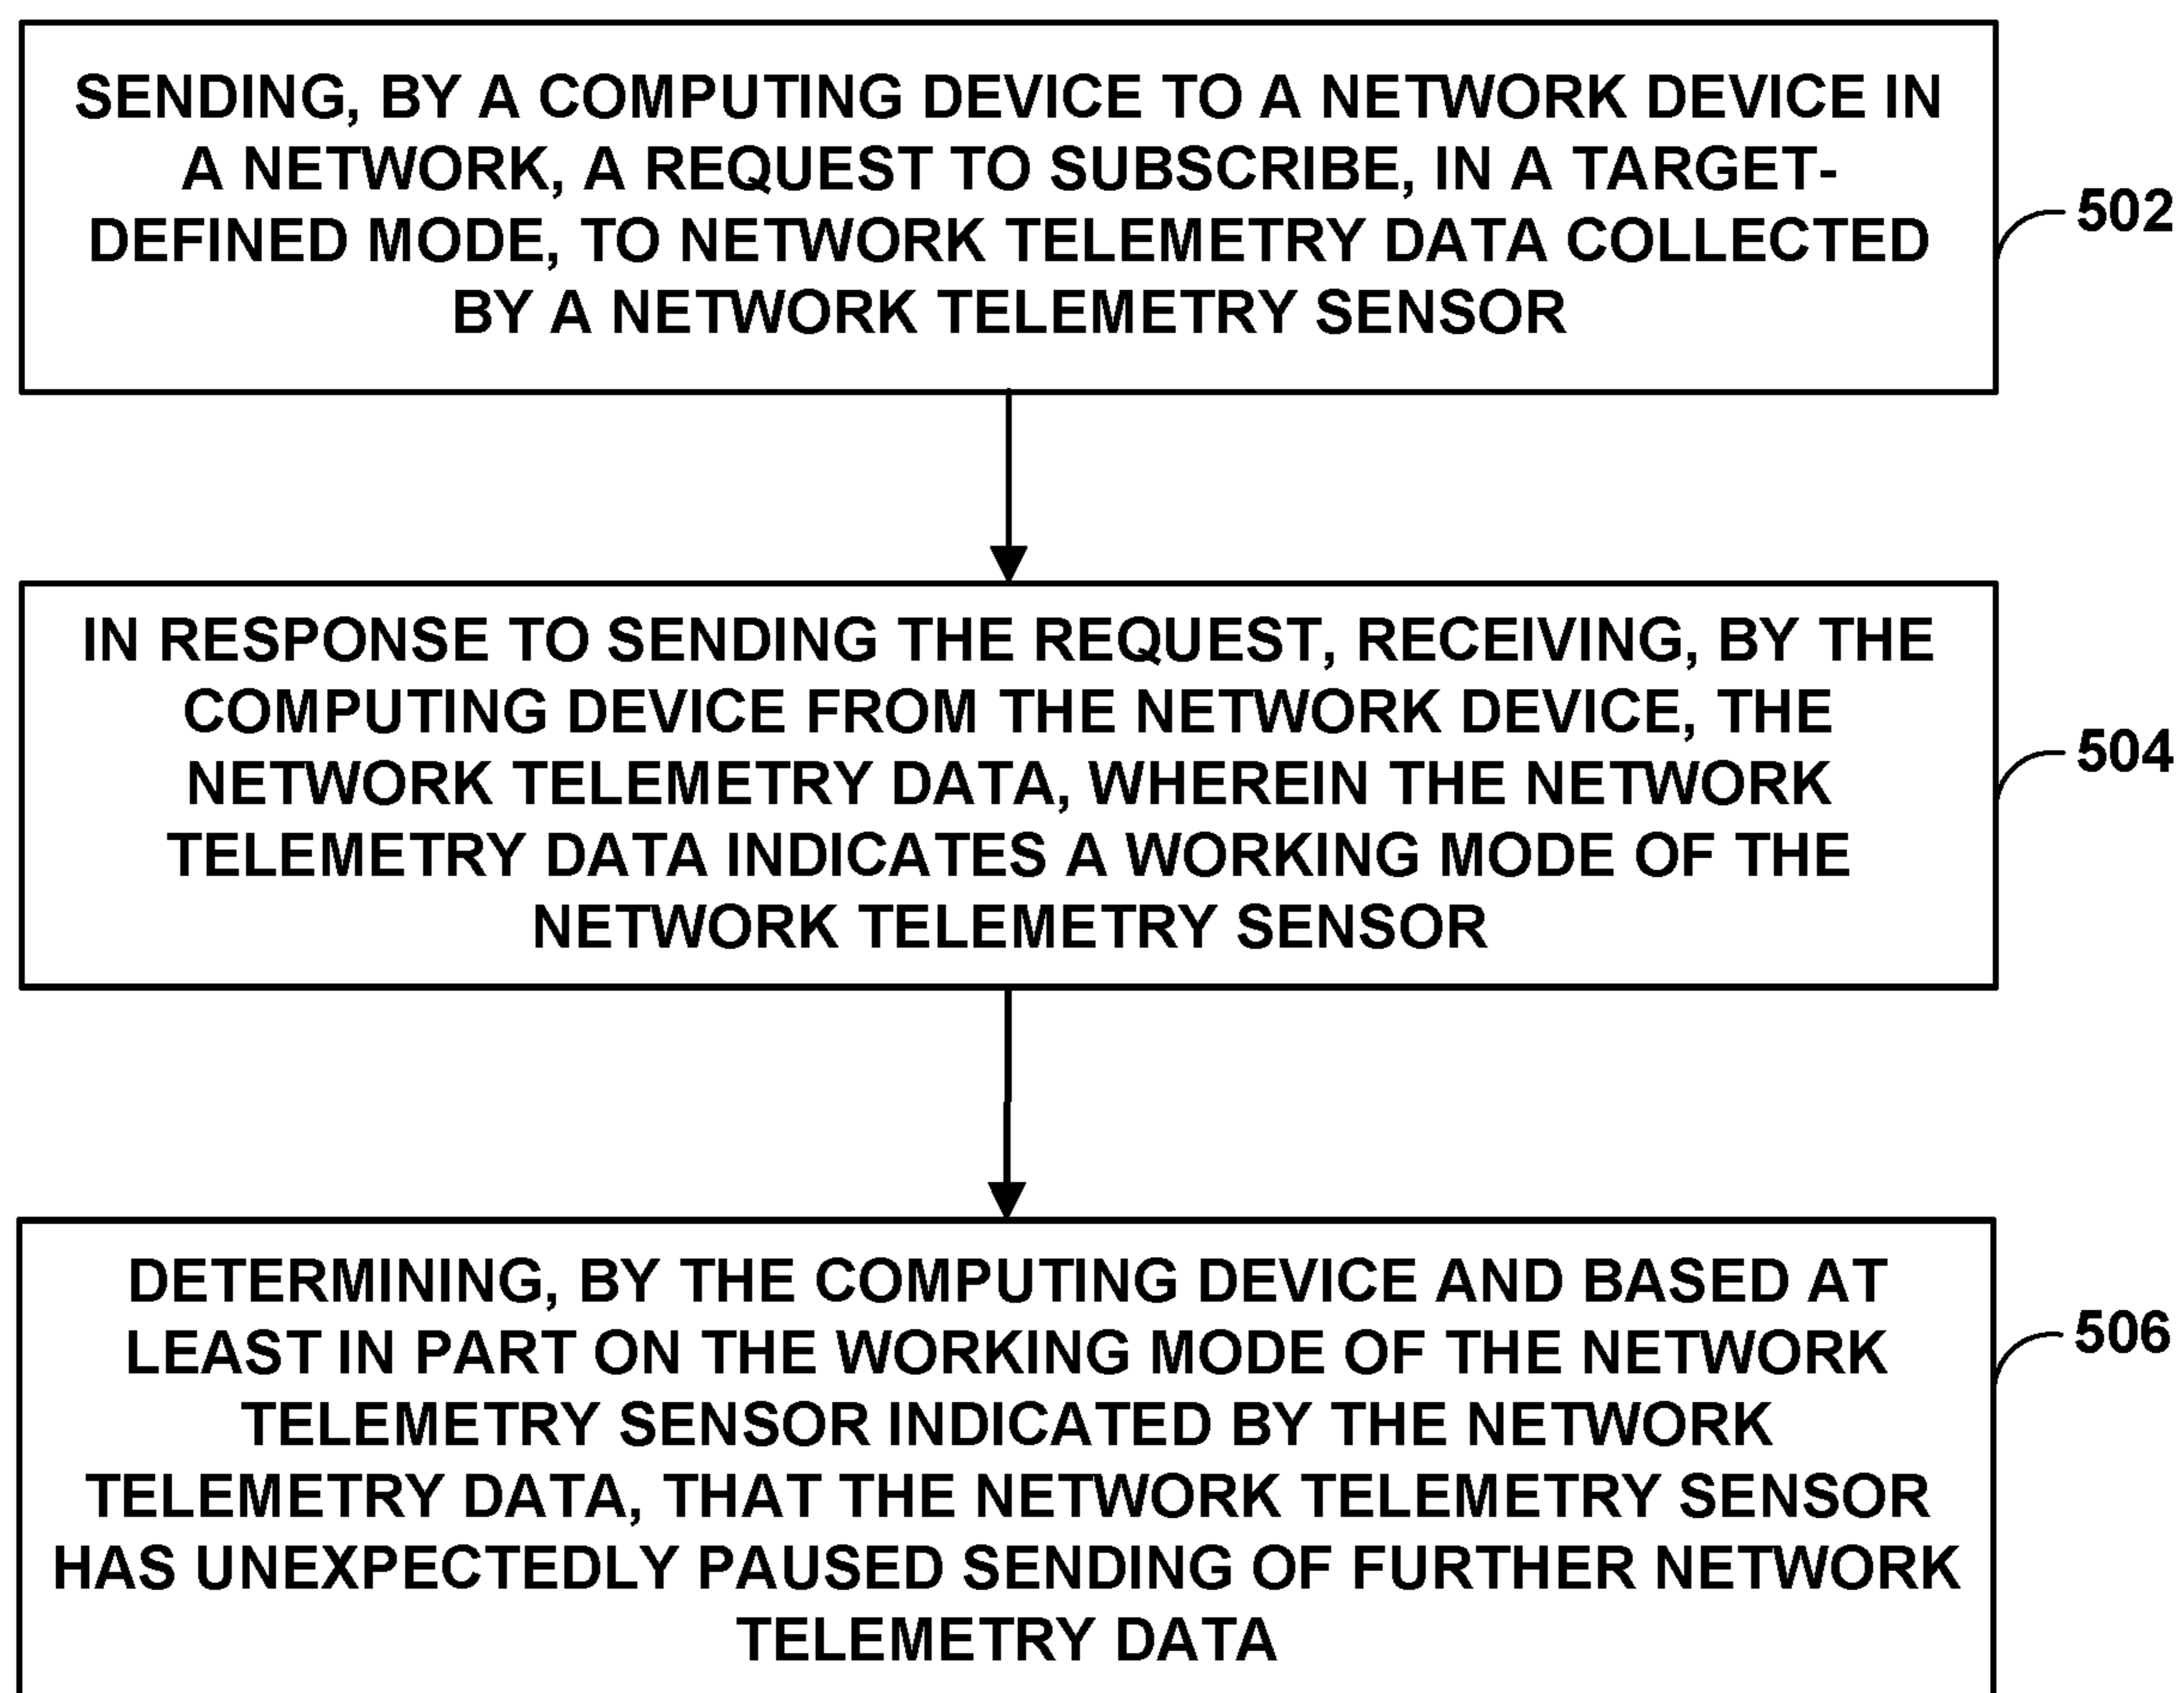 SENDING, BY A COMPUTING DEVICE TO A NETWORK DEVICE IN
A NETWORK, A REQUEST TO SUBSCRIBE, IN A TARGET-
DEFINED MODE, TO NETWORK TELEMETRY DATA COLLECTED
BY A NETWORK TELEMETRY SENSOR
502
IN RESPONSE TO SENDING THE REQUEST, RECEIVING, BY THE
COMPUTING DEVICE FROM THE NETWORK DEVICE, THE
NETWORK TELEMETRY DATA, WHEREIN THE NETWORK
TELEMETRY DATA INDICATES A WORKING MODE OF THE
NETWORK TELEMETRY SENSOR
504
DETERMINING, BY THE COMPUTING DEVICE AND BASED AT
LEAST IN PART ON THE WORKING MODE OF THE NETWORK
TELEMETRY SENSOR INDICATED BY THE NETWORK
TELEMETRY DATA, THAT THE NETWORK TELEMETRY SENSOR
HAS UNEXPECTEDLY PAUSED SENDING OF FURTHER NETWORK
TELEMETRY DATA
506